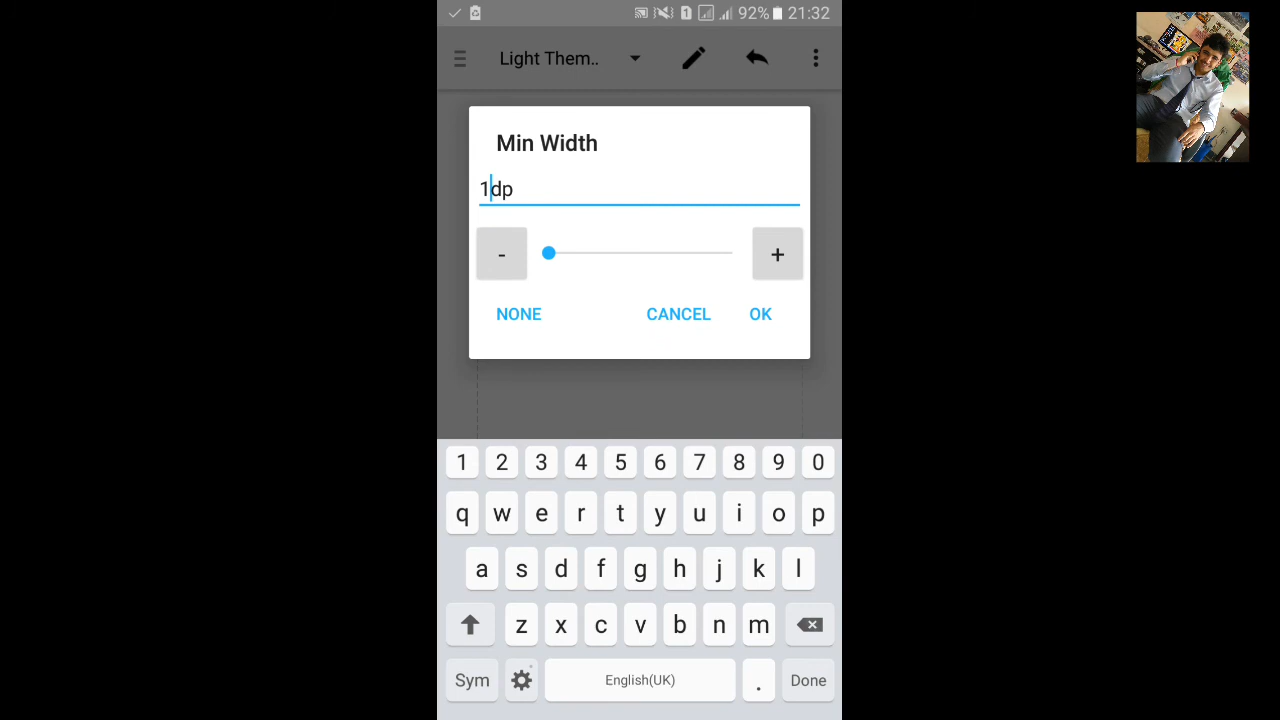 1 92% 21:32
Light Them..
Min Width
1dp
- +
NONE CANCEL OK
1 2 3 4 5 6 7 8 9 0
q w e r t y u i o p
a s d f g h j k l
z x c v b n m
Sym English(UK) . Done